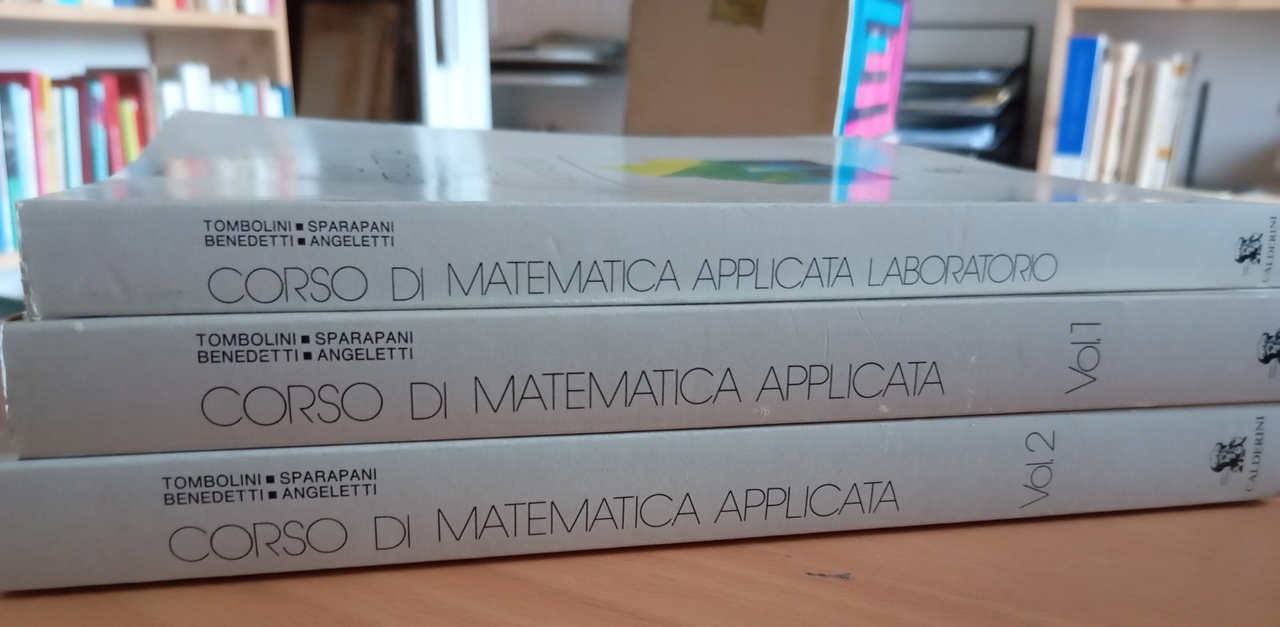 TOMBOLINI ■ SPARAPANI
BENEDETTI ■ ANGELETTI
CORSO DI MATEMATICA APPLICATA LABORATORIO
CALDERINI
TOMBOLINI ■ SPARAPANI
BENEDETTI ■ ANGELETTI
CORSO DI MATEMATICA APPLICATA
Vol.1
TOMBOLINI ■ SPARAPANI
BENEDETTI ■ ANGELETTI
CORSO DI MATEMATICA APPLICATA
Vol.2
CALDERINI